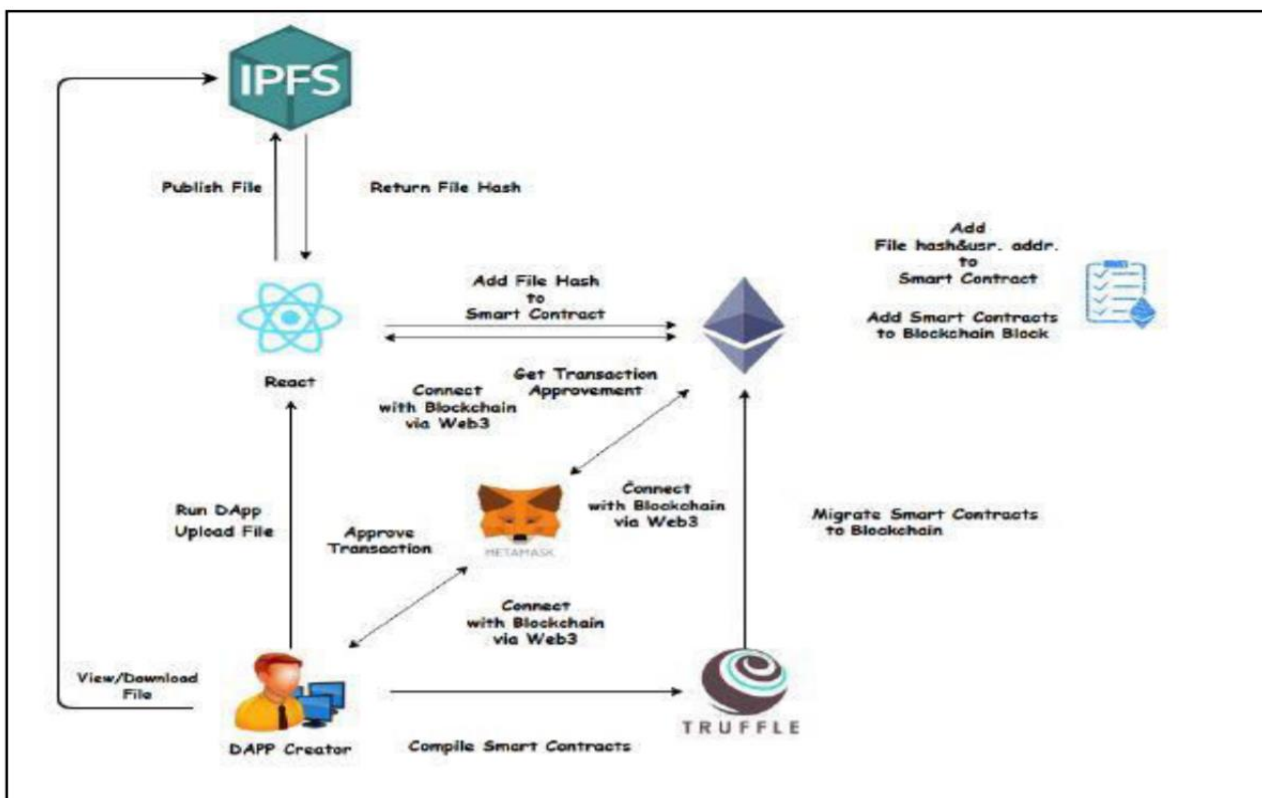 IPFS
Publish File
Return File Hash
Add
File hash&usr. addr.
to
Smart Contract
Add File Hash
to
Smart Contract
Add Smart Contracts
to Blockchain Block
React
Get Transaction
Approvement
Connect
with Blockchain
via Web3
Run DApp
Upload File
Approve
Transaction
METAMASK
Connect
with Blockchain
via Web3
Migrate Smart Contracts
to Blockchain
Connect
with Blockchain
via Web3
View/Download
File
TRUFFLE
DAPP Creator
Compile Smart Contracts